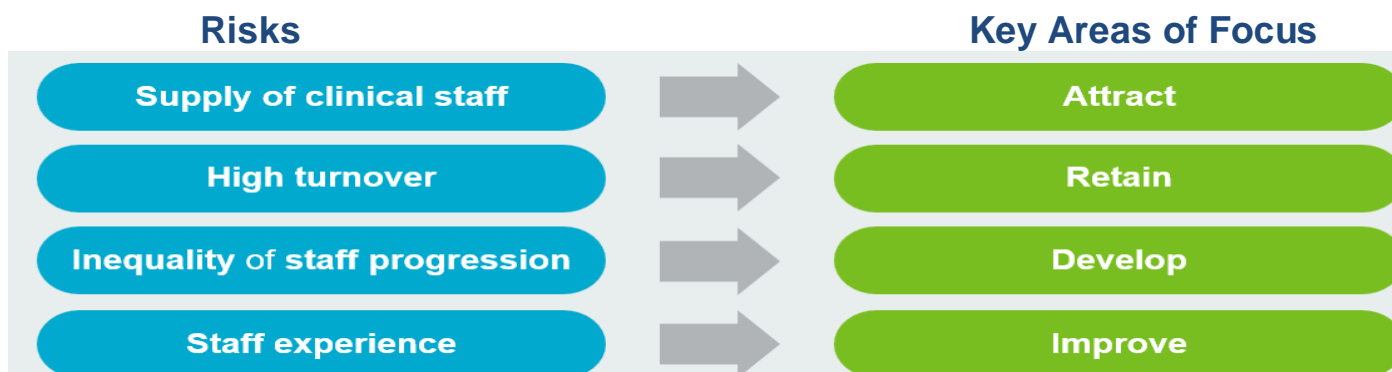 Risks Key Areas of Focus
Supply of clinical staff Attract
High turnover Retain
Inequality of staff progression Develop
Staff experience Improve